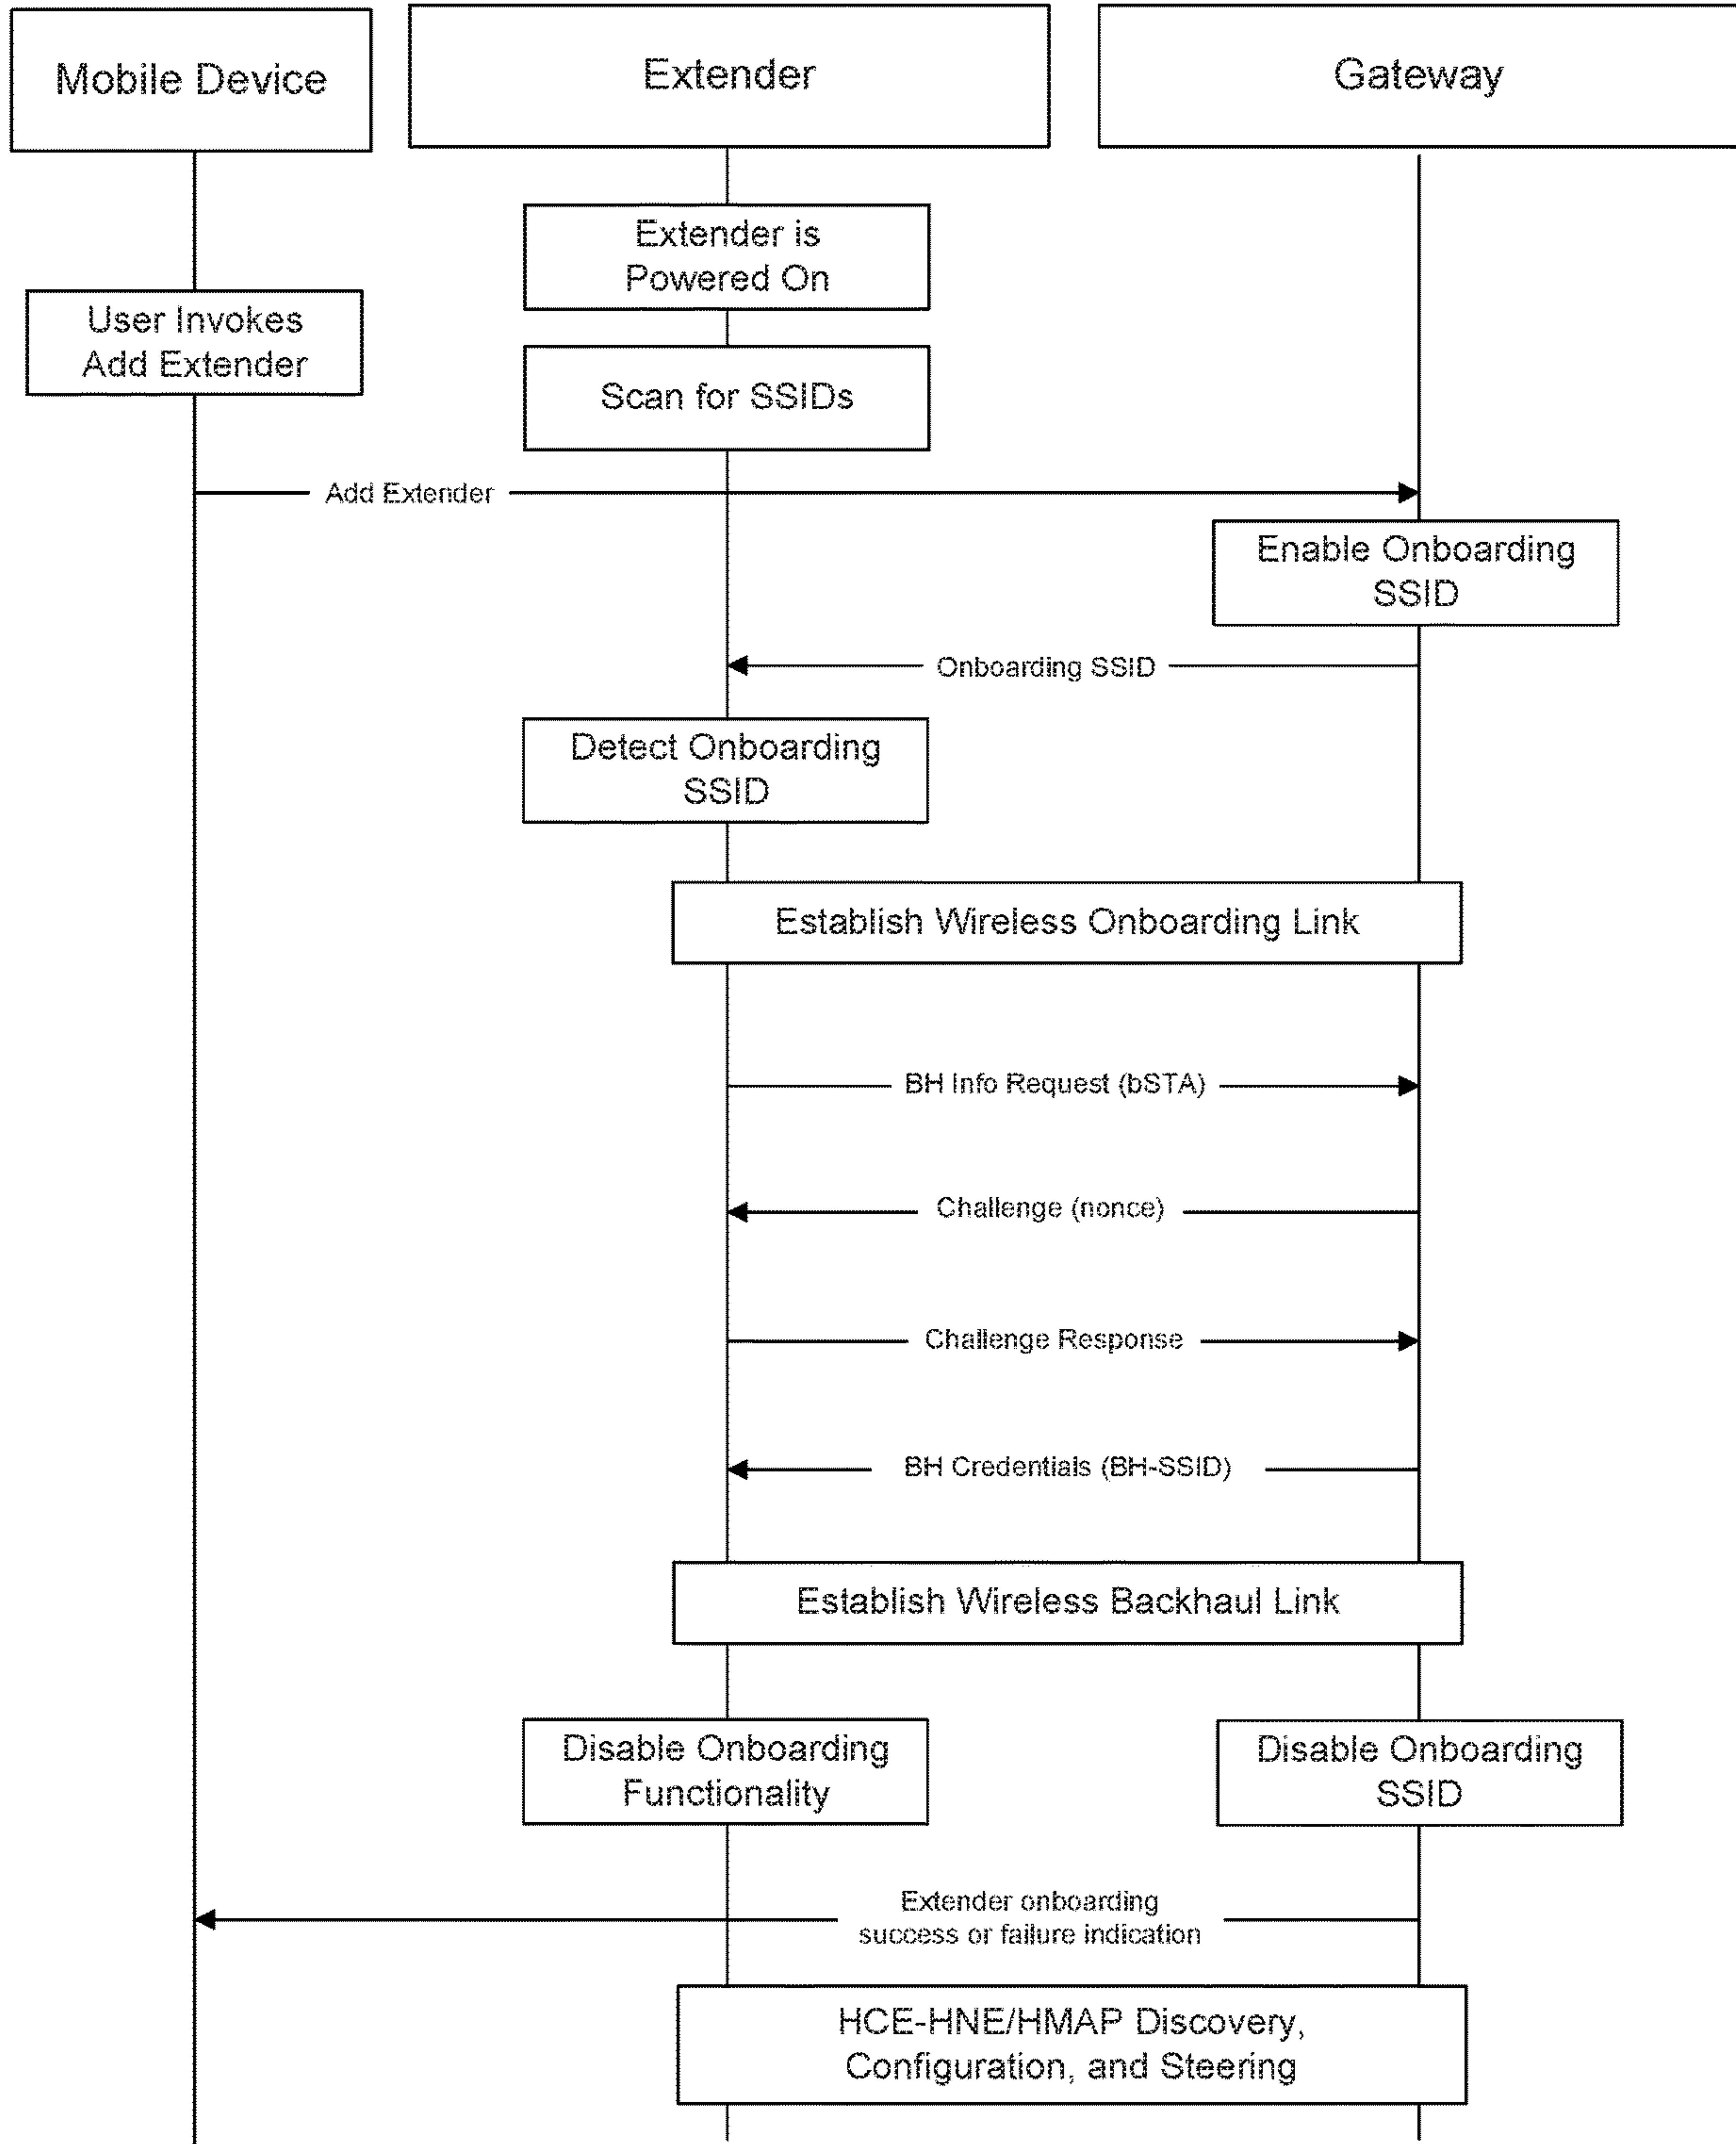 Mobile Device
Extender
Gateway
Extender is
Powered On
User Invokes
Add Extender
Scan for SSIDs
Add Extender
Enable Onboarding
SSID
Onboarding SSID
Detect Onboarding
SSID
Establish Wireless Onboarding Link
BH Info Request (bSTA)
Challenge (nonce)
Challenge Response
BH Credentials (BH-SSID)
Establish Wireless Backhaul Link
Disable Onboarding
Functionality
Disable Onboarding
SSID
Extender onboarding
success or failure indication
HCE-HNE/HMAP Discovery,
Configuration, and Steering